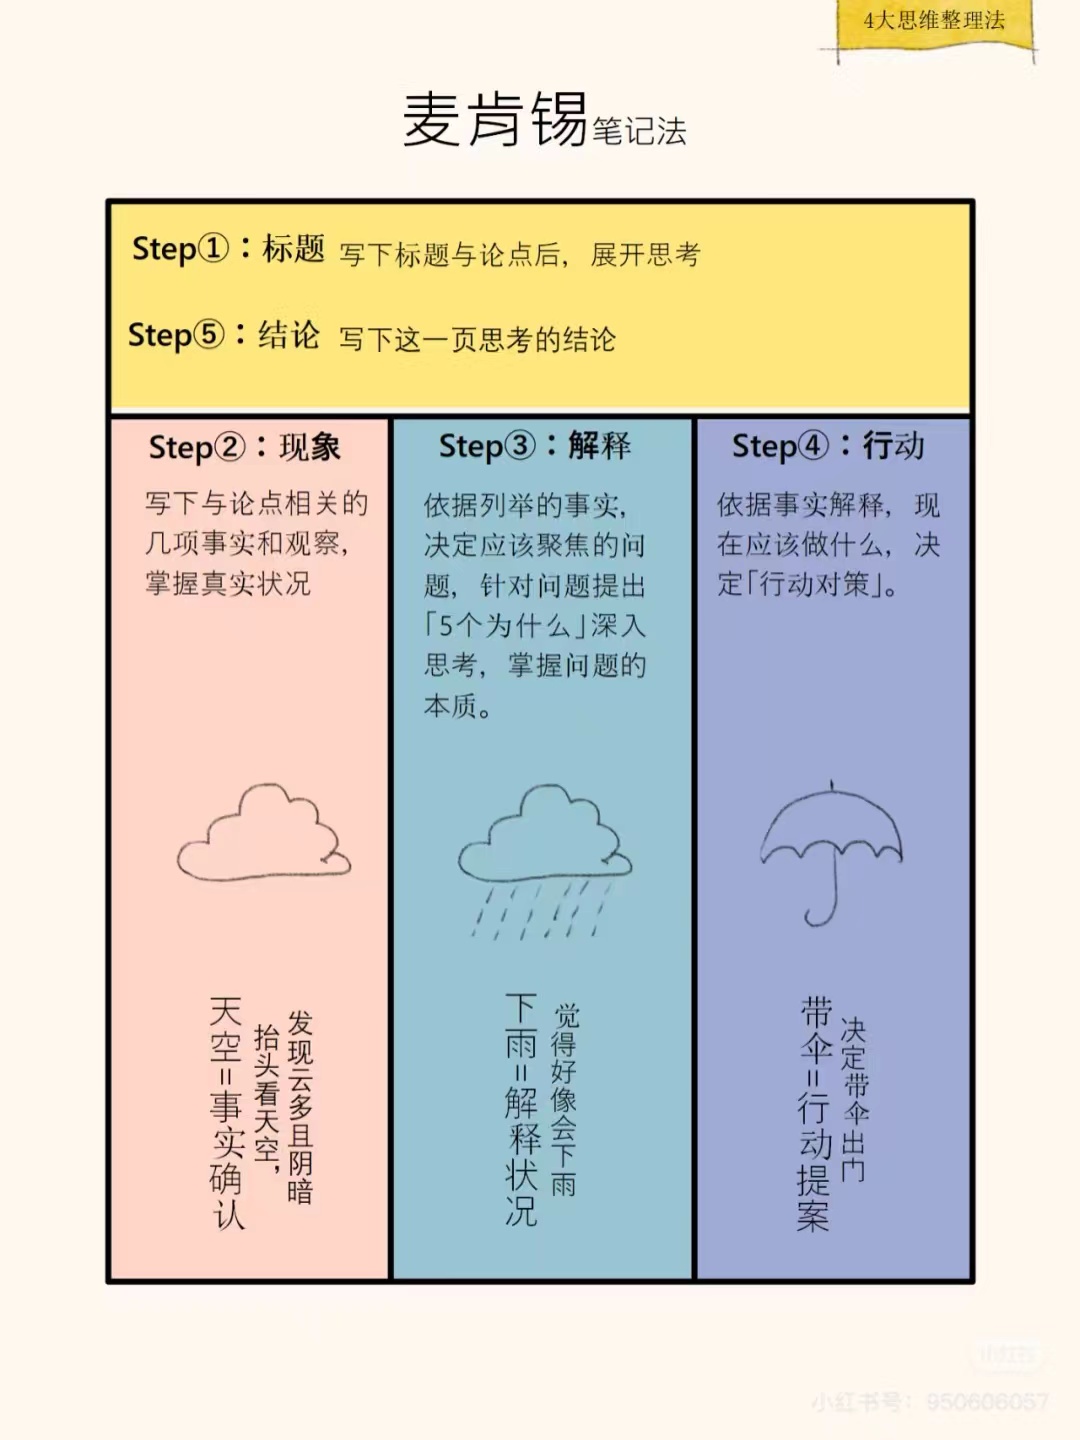 4大思维整理法
麦肯锡笔记法
Step①：标题 写下标题与论点后，展开思考
Step⑤：结论 写下这一页思考的结论
Step②：现象
写下与论点相关的
几项事实和观察，
掌握真实状况
发现云多且阴暗
抬头看天空，
天空=事实确认
Step③：解释
依据列举的事实，
决定应该聚焦的问
题，针对问题提出
「5个为什么」深入
思考，掌握问题的
本质。
觉得好像会下雨
下雨=解释状况
Step④：行动
依据事实解释，现
在应该做什么，决
定「行动对策」。
决定带伞出门
带伞=行动提案
小红书
小红书号：950606057